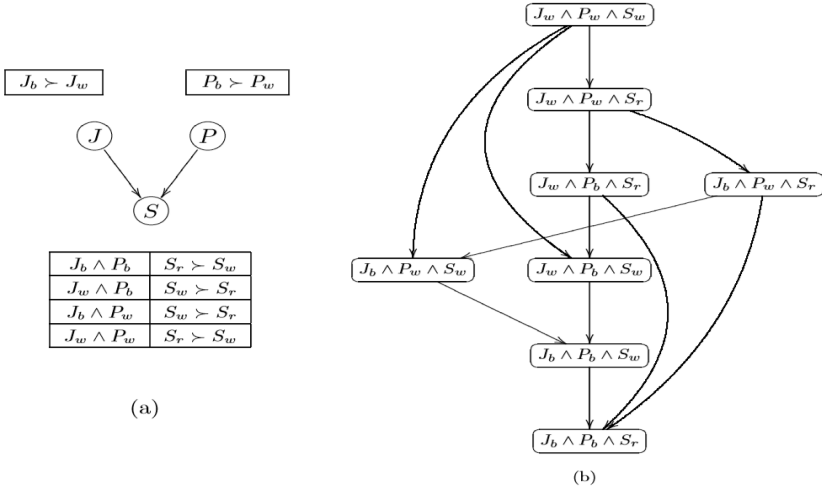 J_b ≻ J_w
P_b ≻ P_w
J
P
S
J_b ∧ P_b S_r ≻ S_w
J_w ∧ P_b S_w ≻ S_r
J_b ∧ P_w S_w ≻ S_r
J_w ∧ P_w S_r ≻ S_w
(a)
J_w ∧ P_w ∧ S_w
J_w ∧ P_w ∧ S_r
J_w ∧ P_b ∧ S_r
J_b ∧ P_w ∧ S_r
J_b ∧ P_w ∧ S_w
J_w ∧ P_b ∧ S_w
J_b ∧ P_b ∧ S_w
J_b ∧ P_b ∧ S_r
(b)